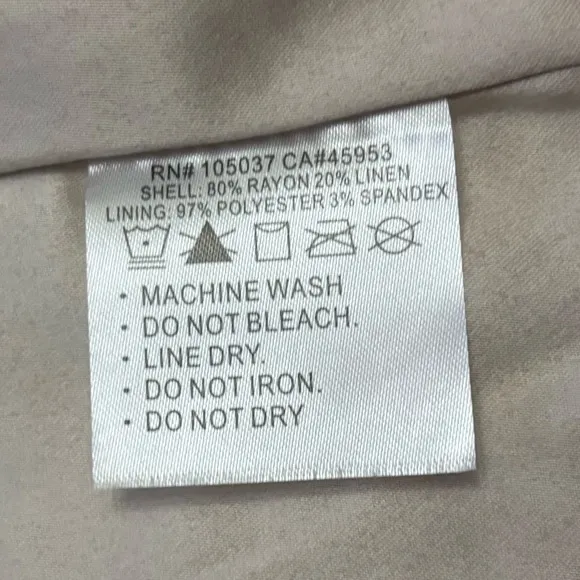 RN# 105037 CA#45953
SHELL: 80% RAYON 20% LINEN
LINING: 97% POLYESTER 3% SPANDEX
• MACHINE WASH
• DO NOT BLEACH.
• LINE DRY.
• DO NOT IRON.
• DO NOT DRY